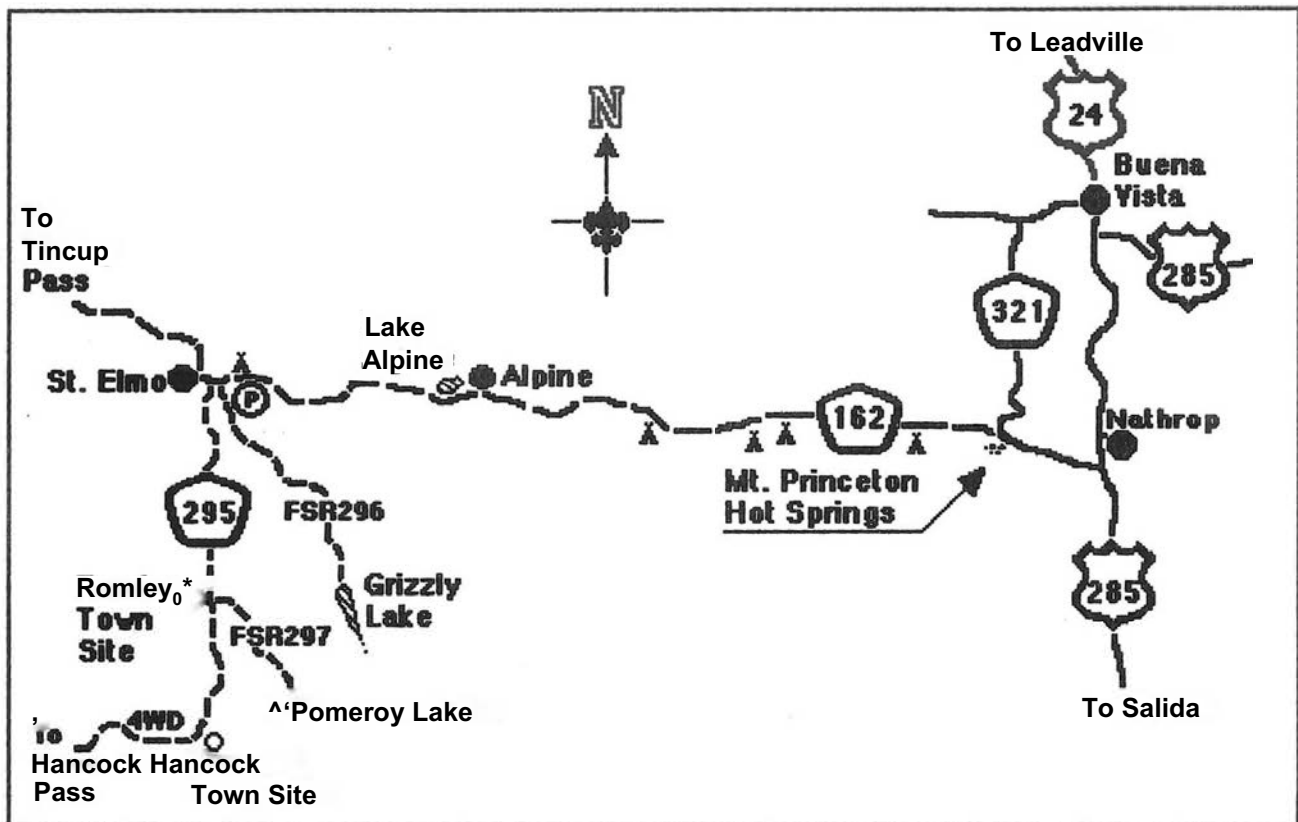 To Leadville
24
N
Buena
Vista
To
Tincup
Pass
285
321
Lake
Alpine
St. Elmo
P
Alpine
162
Nathrop
Mt. Princeton
Hot Springs
295
FSR296
Grizzly
Lake
285
Romley₀*
Town
Site
FSR297
^‘Pomeroy Lake
To Salida
4WD
’To
Hancock Hancock
Pass
Town Site